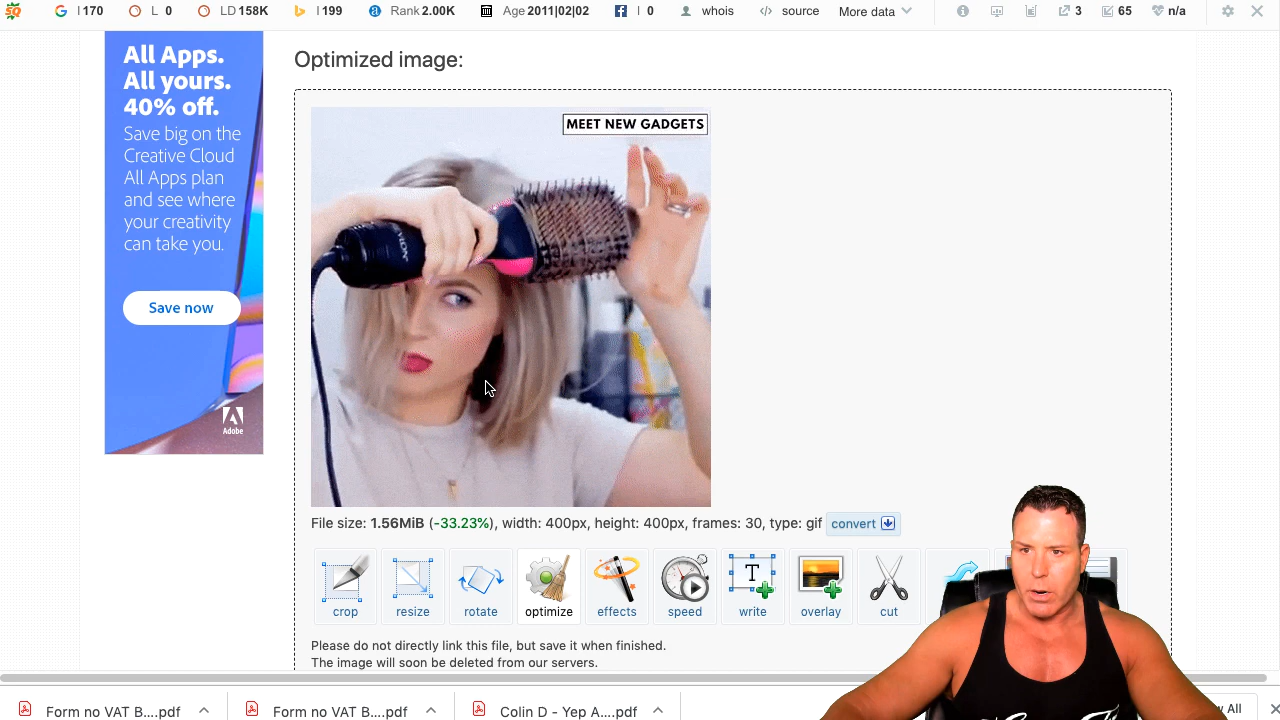 I 170
L 0
LD 158K
I 199
Rank 2.00K
Age 2011|02|02
I 0
whois
source
More data
3
65
n/a
All Apps.
All yours.
40% off.
Save big on the
Creative Cloud
All Apps plan
and see where
your creativity
can take you.
Save now
Adobe
Optimized image:
MEET NEW GADGETS
REVLON
File size: 1.56MiB (-33.23%), width: 400px, height: 400px, frames: 30, type: gif
convert
crop
resize
rotate
optimize
effects
speed
T
write
overlay
cut
Please do not directly link this file, but save it when finished.
The image will soon be deleted from our servers.
Form no VAT B....pdf
Form no VAT B....pdf
Colin D - Yep A....pdf
All